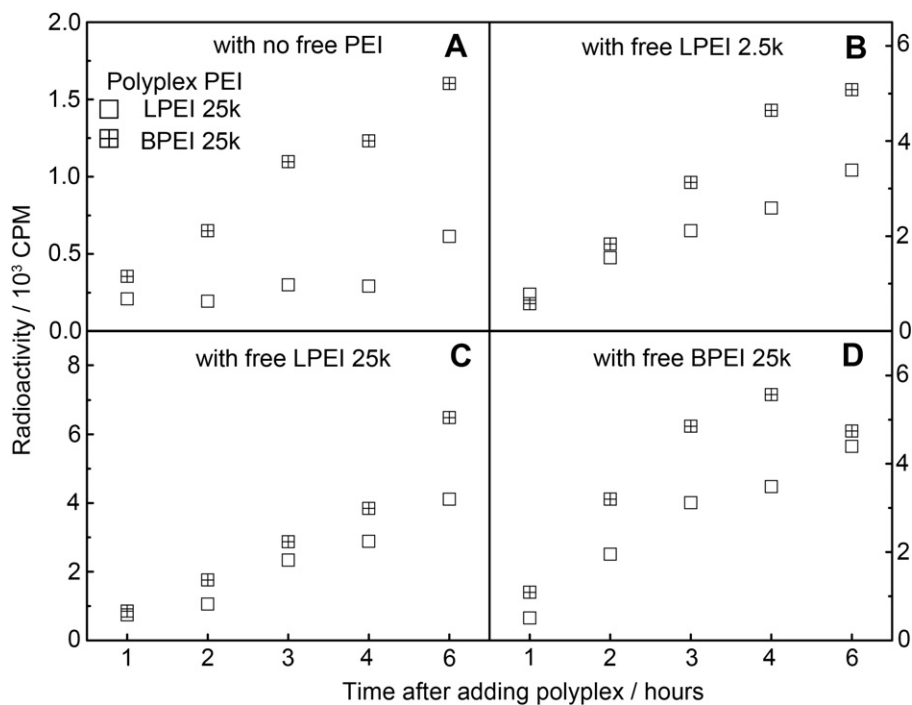 2.0
1.5
1.0
0.5
0.0
with no free PEI
A
Polyplex PEI
LPEI 25k
BPEI 25k
with free LPEI 2.5k
B
6
4
2
0
Radioactivity / 10³ CPM
8
6
4
2
0
with free LPEI 25k
C
with free BPEI 25k
D
6
4
2
0
1 2 3 4 6
1 2 3 4 6
Time after adding polyplex / hours